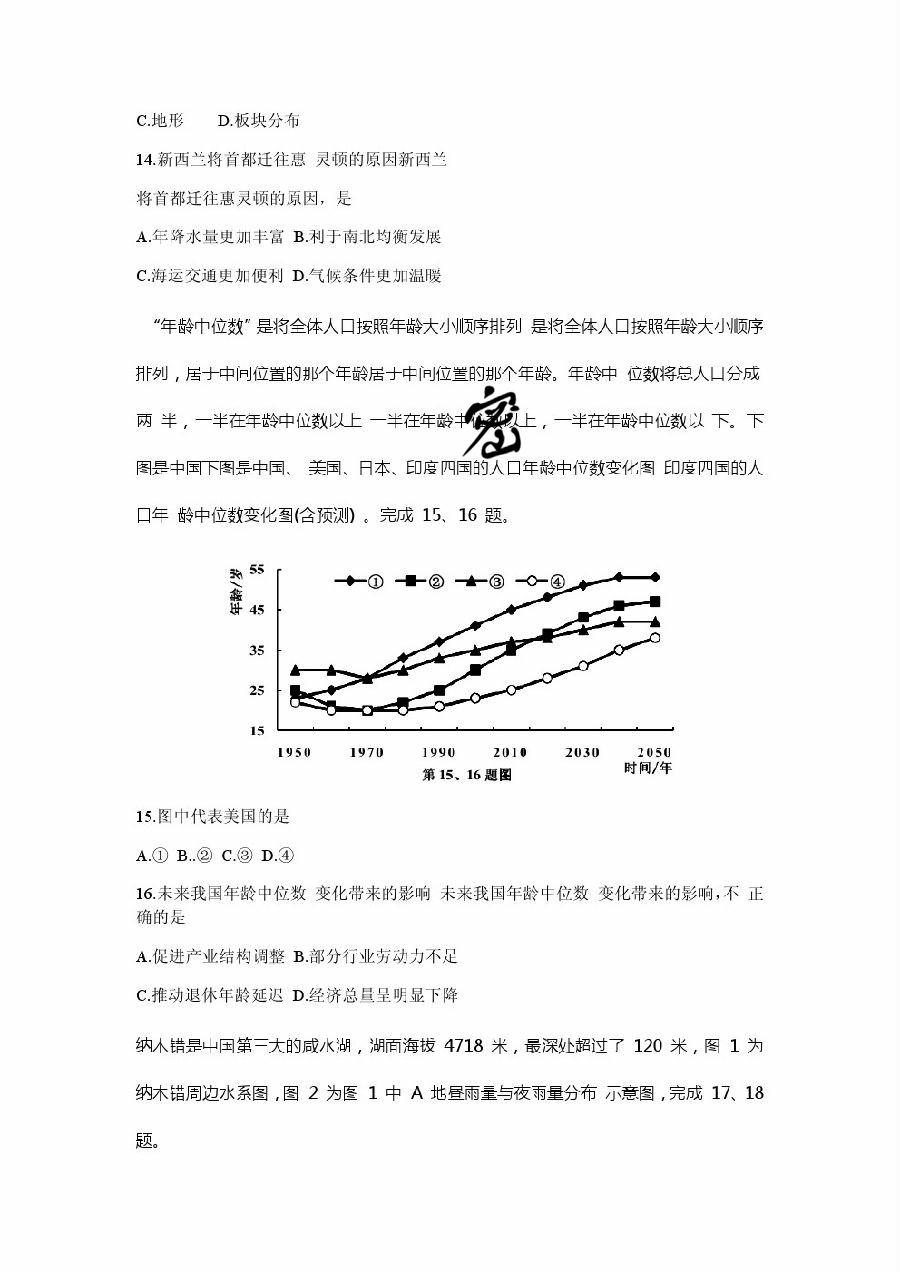 C.地形 D.板块分布
14.新西兰将首都迁往惠 灵顿的原因新西兰
将首都迁往惠灵顿的原因，是
A.年降水量更加丰富 B.利于南北均衡发展
C.海运交通更加便利 D.气候条件更加温暖
“年龄中位数”是将全体人口按照年龄大小顺序排列 是将全体人口按照年龄大小顺序
排列，居于中间位置的那个年龄居于中间位置的那个年龄。年龄中 位数将总人口分成
两 半，一半在年龄中位数以上 一半在年龄中位数以上，一半在年龄中位数以 下。下
密
图是中国下图是中国、 美国、日本、印度四国的人口年龄中位数变化图 印度四国的人
口年 龄中位数变化图(含预测) 。完成 15、16 题。
年龄/岁
55
45
35
25
15
① ② ③ ④
1950 1970 1990 2010 2030 2050
时间/年
第15、16题图
15.图中代表美国的是
A.① B..② C.③ D.④
16.未来我国年龄中位数 变化带来的影响 未来我国年龄中位数 变化带来的影响，不 正
确的是
A.促进产业结构调整 B.部分行业劳动力不足
C.推动退休年龄延迟 D.经济总量呈明显下降
纳木错是中国第三大的咸水湖，湖面海拔 4718 米，最深处超过了 120 米，图 1 为
纳木错周边水系图，图 2 为图 1 中 A 地昼雨量与夜雨量分布 示意图，完成 17、18
题。